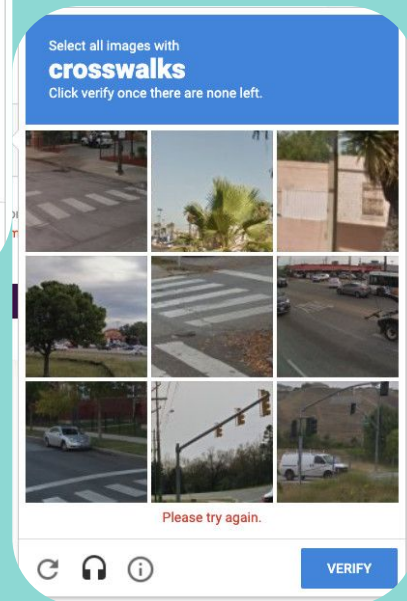 Select all images with
crosswalks
Click verify once there are none left.
Please try again.
VERIFY